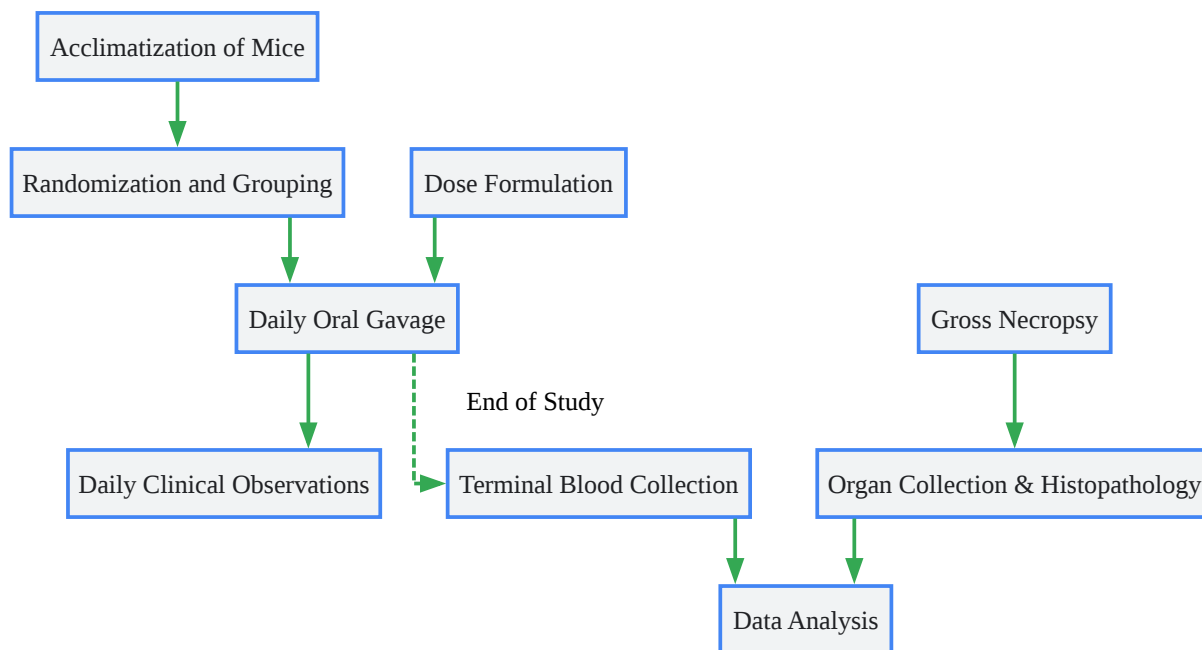 Acclimatization of Mice
Randomization and Grouping
Dose Formulation
Daily Oral Gavage
Gross Necropsy
End of Study
Daily Clinical Observations
Terminal Blood Collection
Organ Collection & Histopathology
Data Analysis